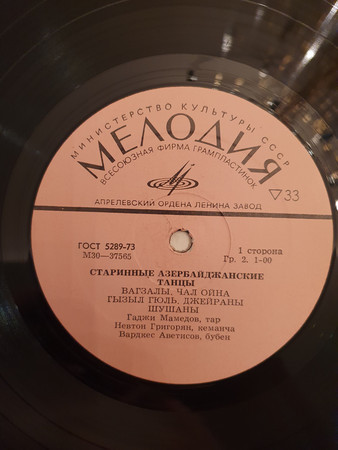 МИНИСТЕРСТВО КУЛЬТУРЫ СССР
МЕЛОДИЯ
ВСЕСОЮЗНАЯ ФИРМА ГРАМПЛАСТИНОК
33
АПРЕЛЕВСКИЙ ОРДЕНА ЛЕНИНА ЗАВОД
ГОСТ 5289-73
М30—37565
1 сторона
Гр. 2. 1-00
СТАРИННЫЕ АЗЕРБАЙДЖАНСКИЕ
ТАНЦЫ
ВАГЗАЛЫ, ЧАЛ ОЙНА
ГЫЗЫЛ ГЮЛЬ, ДЖЕЙРАНЫ
ШУШАНЫ
Гаджи Мамедов, тар
Невтон Григорян, кеманча
Вардкес Аветисов, бубен